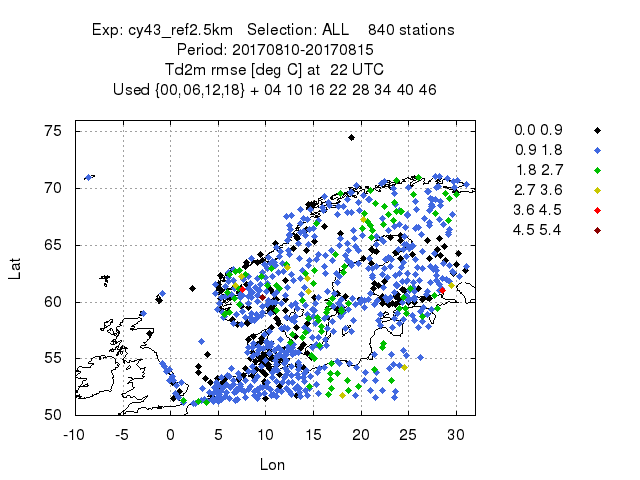 Exp: cy43_ref2.5km   Selection: ALL    840 stations
Period: 20170810-20170815
Td2m rmse [deg C] at  22 UTC
Used {00,06,12,18} + 04 10 16 22 28 34 40 46
75
70
65
60
55
50
Lat
-10 -5 0 5 10 15 20 25 30
Lon
0.0 0.9
0.9 1.8
1.8 2.7
2.7 3.6
3.6 4.5
4.5 5.4